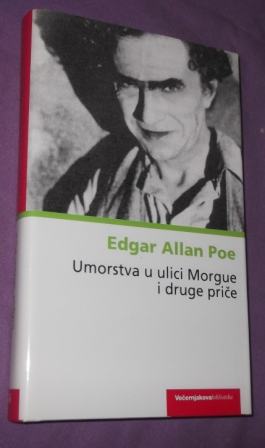 Edgar Allan Poe
Umorstva u ulici Morgue
i druge priče
Večernjakova biblioteka